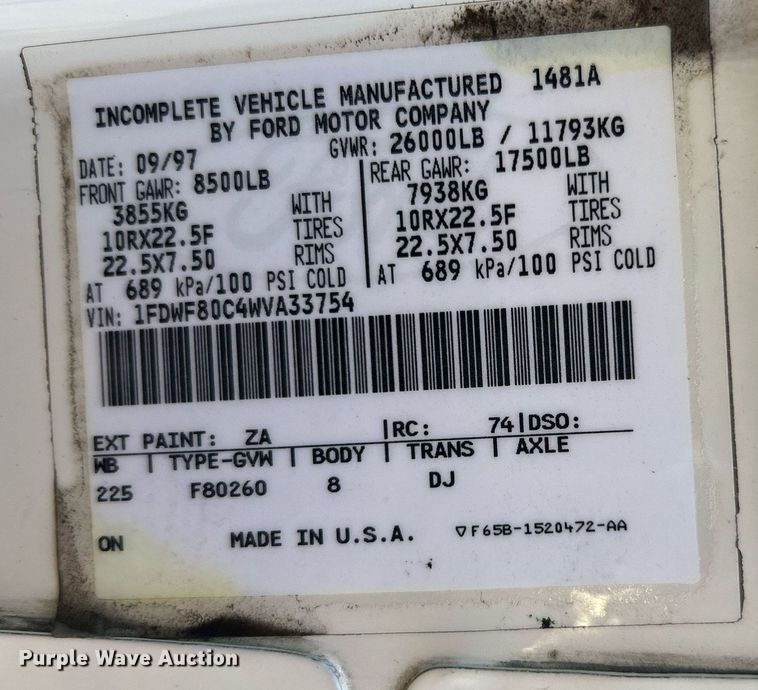 INCOMPLETE VEHICLE MANUFACTURED 1481A
BY FORD MOTOR COMPANY
DATE: 09/97 GVWR: 26000LB / 11793KG
FRONT GAWR: 8500LB
3855KG WITH
10RX22.5F TIRES
22.5X7.50 RIMS
AT 689 kPa/100 PSI COLD
REAR GAWR: 17500LB
7938KG WITH
10RX22.5F TIRES
22.5X7.50 RIMS
AT 689 kPa/100 PSI COLD
VIN: 1FDWF80C4WVA33754
EXT PAINT: ZA |RC: 74|DSO:
WB | TYPE-GVW | BODY | TRANS | AXLE
225 F80260 8 DJ
ON MADE IN U.S.A. ▽F65B-1520472-AA
Purple Wave Auction